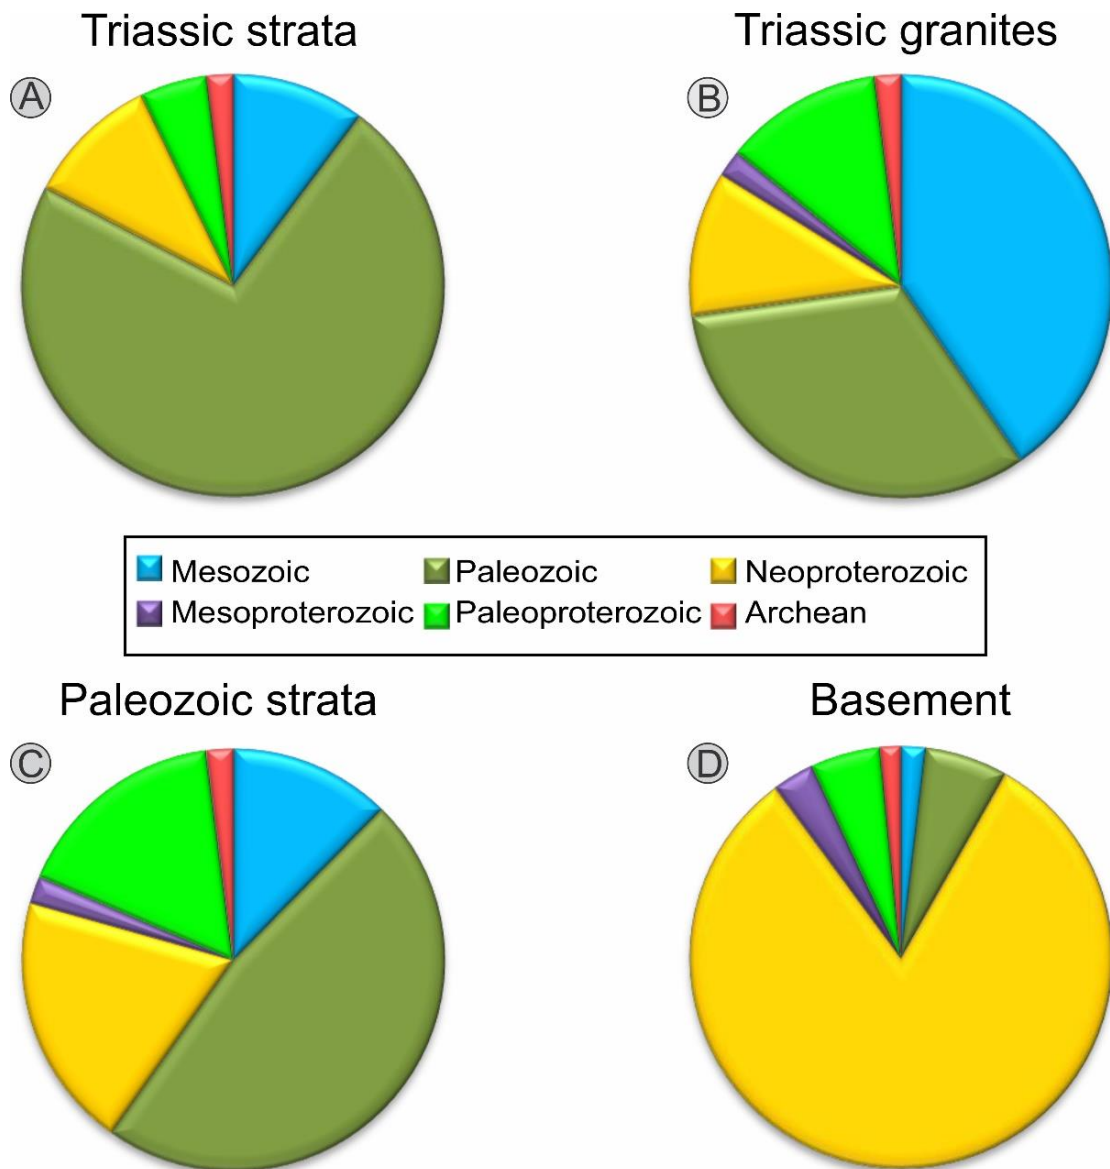 Triassic strata
Triassic granites
A
B
Mesozoic Paleozoic Neoproterozoic
Mesoproterozoic Paleoproterozoic Archean
Paleozoic strata
Basement
C
D